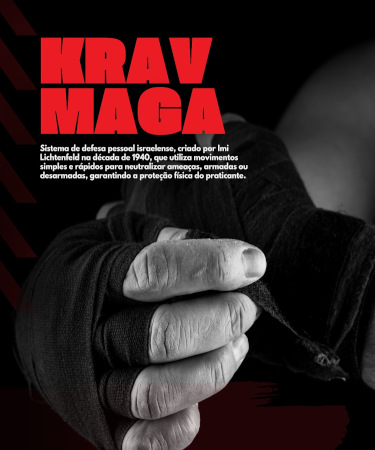 KRAV
MAGA
Sistema de defesa pessoal israelense, criado por Imi
Lichtenfeld na década de 1940, que utiliza movimentos
simples e rápidos para neutralizar ameaças, armadas ou
desarmadas, garantindo a proteção física do praticante.